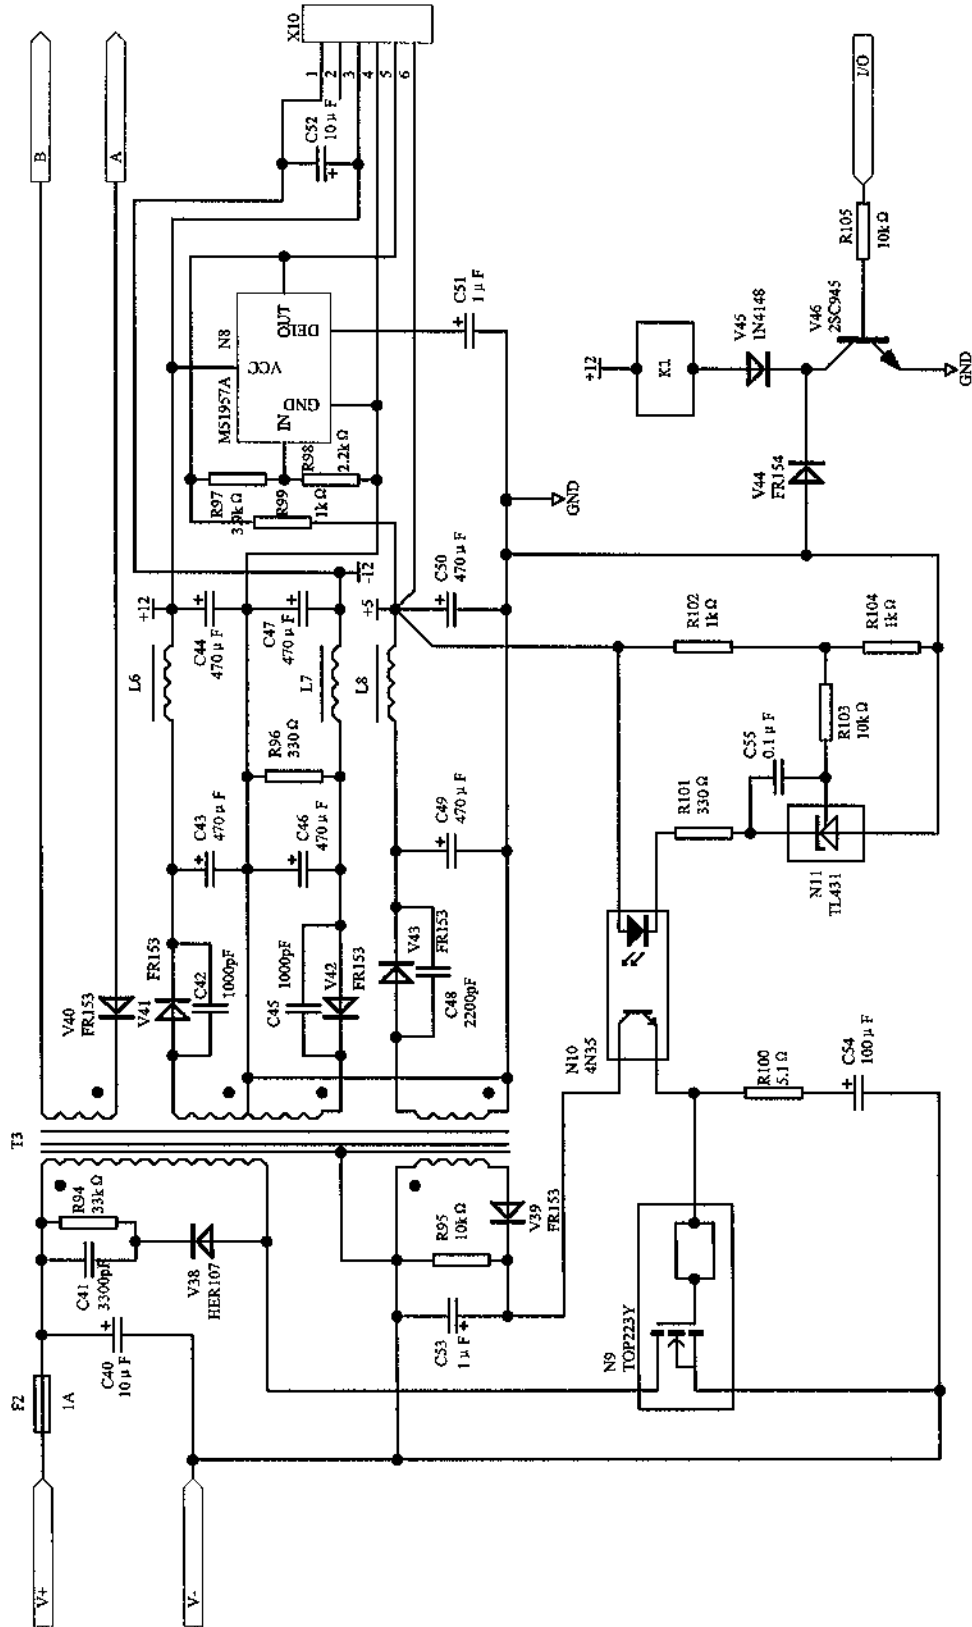 V+
V-
F2
1A
C40
10μF
C41
3300pF
R94
33kΩ
V38
HER107
T3
C53
1μF
R95
10kΩ
V39
FR153
N9
TOP223Y
V40
FR153
V41
FR153
C42
1000pF
C45
1000pF
V42
FR153
V43
FR153
C48
2200pF
N10
4N35
R100
5.1Ω
C54
100μF
C43
470μF
C46
470μF
R96
330Ω
C49
470μF
L6
L7
L8
+12
-12
+5
C44
470μF
C47
470μF
C50
470μF
R97
3.9kΩ
R98
2.2kΩ
R99
1kΩ
M51957A
N8
VCC
GND
IN
OUT
DEL
C51
1μF
C52
10μF
X10
1
2
3
4
5
6
B
A
GND
R101
330Ω
C55
0.1μF
N11
TL431
R102
1kΩ
R103
10kΩ
R104
1kΩ
V44
FR154
+12
K1
V45
1N4148
V46
2SC945
R105
10kΩ
I/O
GND